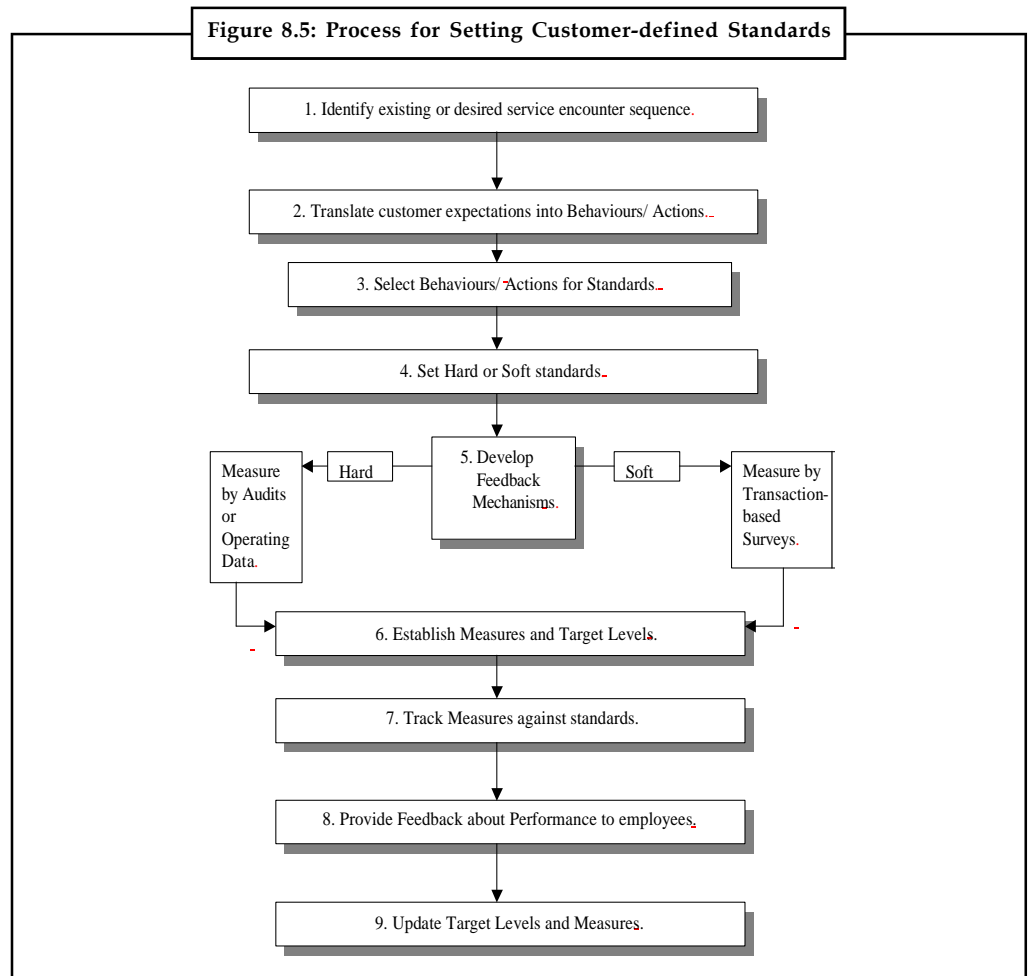 Figure 8.5: Process for Setting Customer-defined Standards
1. Identify existing or desired service encounter sequence.
2. Translate customer expectations into Behaviours/ Actions.
3. Select Behaviours/ Actions for Standards.
4. Set Hard or Soft standards.
Measure
by Audits
or
Operating
Data.
Hard
5. Develop
Feedback
Mechanisms.
Soft
Measure by
Transaction-
based
Surveys.
6. Establish Measures and Target Levels.
7. Track Measures against standards.
8. Provide Feedback about Performance to employees.
9. Update Target Levels and Measures.